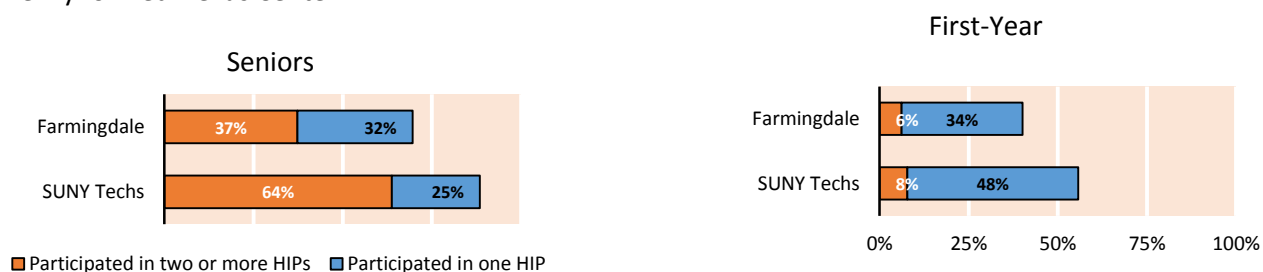 Seniors
Farmingdale 37% 32%
SUNY Techs 64% 25%
Participated in two or more HIPs Participated in one HIP
First-Year
Farmingdale 6% 34%
SUNY Techs 8% 48%
0% 25% 50% 75% 100%